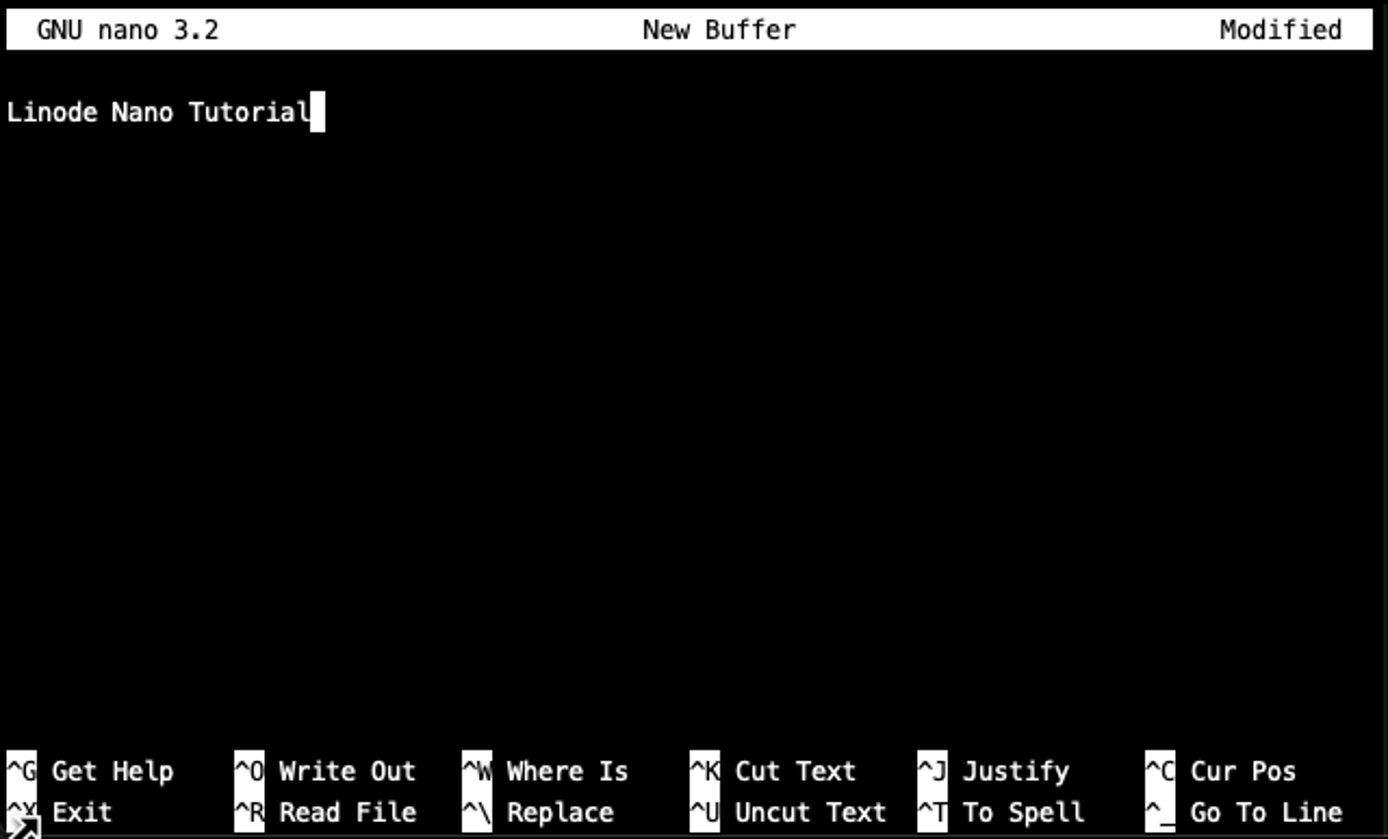 GNU nano 3.2 New Buffer Modified
Linode Nano Tutorial
^G Get Help ^O Write Out ^W Where Is ^K Cut Text ^J Justify ^C Cur Pos
^X Exit ^R Read File ^\ Replace ^U Uncut Text ^T To Spell ^_ Go To Line